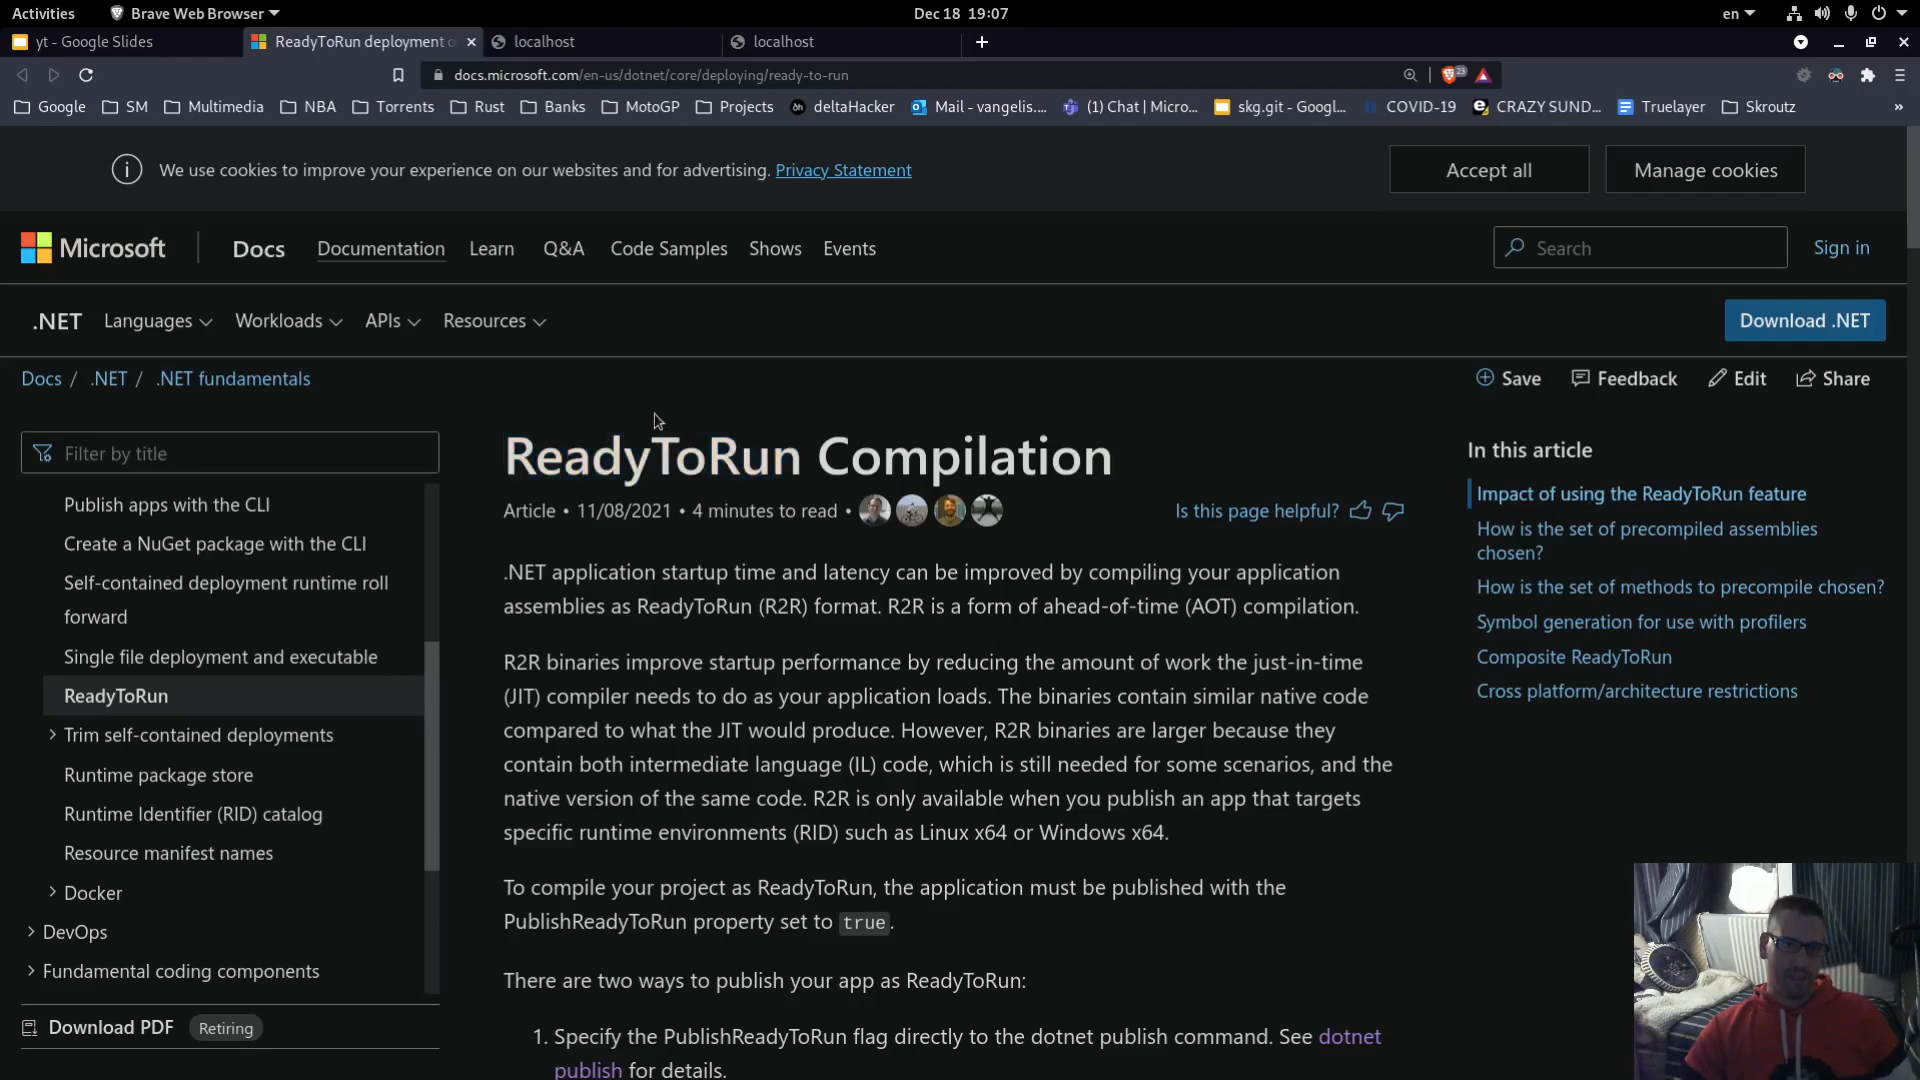 Activities
Brave Web Browser
Dec 18 19:07
en
yt - Google Slides
ReadyToRun deployment o
localhost
localhost
docs.microsoft.com/en-us/dotnet/core/deploying/ready-to-run
23
Google
SM
Multimedia
NBA
Torrents
Rust
Banks
MotoGP
Projects
deltaHacker
Mail - vangelis....
(1) Chat | Micro...
skg.git - Googl...
COVID-19
CRAZY SUND...
Truelayer
Skroutz
»
We use cookies to improve your experience on our websites and for advertising. Privacy Statement
Accept all
Manage cookies
Microsoft
Docs
Documentation
Learn
Q&A
Code Samples
Shows
Events
Search
Sign in
.NET
Languages
Workloads
APIs
Resources
Download .NET
Docs / .NET / .NET fundamentals
Save
Feedback
Edit
Share
Filter by title
Publish apps with the CLI
Create a NuGet package with the CLI
Self-contained deployment runtime roll
forward
Single file deployment and executable
ReadyToRun
Trim self-contained deployments
Runtime package store
Runtime Identifier (RID) catalog
Resource manifest names
Docker
DevOps
Fundamental coding components
Download PDF
Retiring
ReadyToRun Compilation
Article • 11/08/2021 • 4 minutes to read •
Is this page helpful?
.NET application startup time and latency can be improved by compiling your application
assemblies as ReadyToRun (R2R) format. R2R is a form of ahead-of-time (AOT) compilation.
R2R binaries improve startup performance by reducing the amount of work the just-in-time
(JIT) compiler needs to do as your application loads. The binaries contain similar native code
compared to what the JIT would produce. However, R2R binaries are larger because they
contain both intermediate language (IL) code, which is still needed for some scenarios, and the
native version of the same code. R2R is only available when you publish an app that targets
specific runtime environments (RID) such as Linux x64 or Windows x64.
To compile your project as ReadyToRun, the application must be published with the
PublishReadyToRun property set to true.
There are two ways to publish your app as ReadyToRun:
1. Specify the PublishReadyToRun flag directly to the dotnet publish command. See dotnet
publish for details.
In this article
Impact of using the ReadyToRun feature
How is the set of precompiled assemblies
chosen?
How is the set of methods to precompile chosen?
Symbol generation for use with profilers
Composite ReadyToRun
Cross platform/architecture restrictions